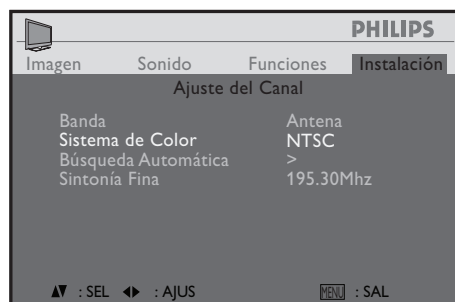 PHILIPS
Imagen Sonido Funciones Instalación
Ajuste del Canal
Banda Antena
Sistema de Color NTSC
Búsqueda Automática >
Sintonía Fina 195.30Mhz
: SEL : AJUS MENU : SAL